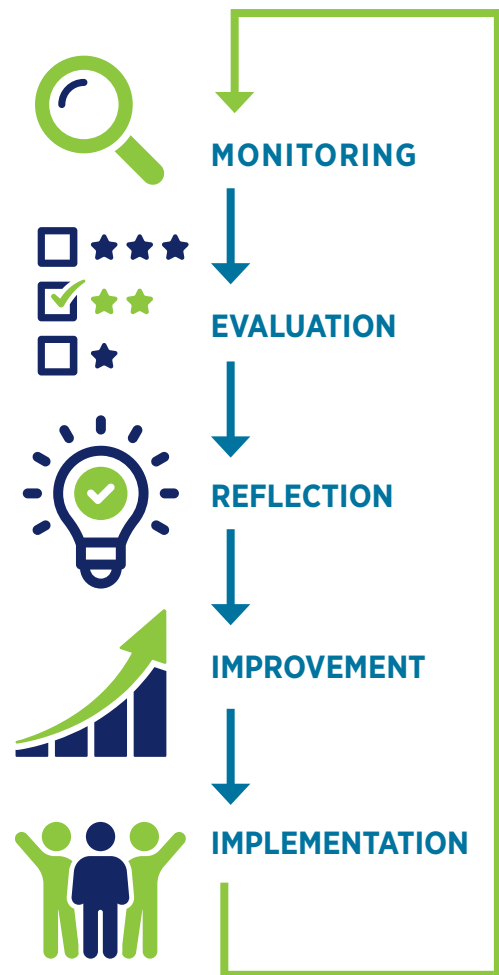 MONITORING
EVALUATION
REFLECTION
IMPROVEMENT
IMPLEMENTATION